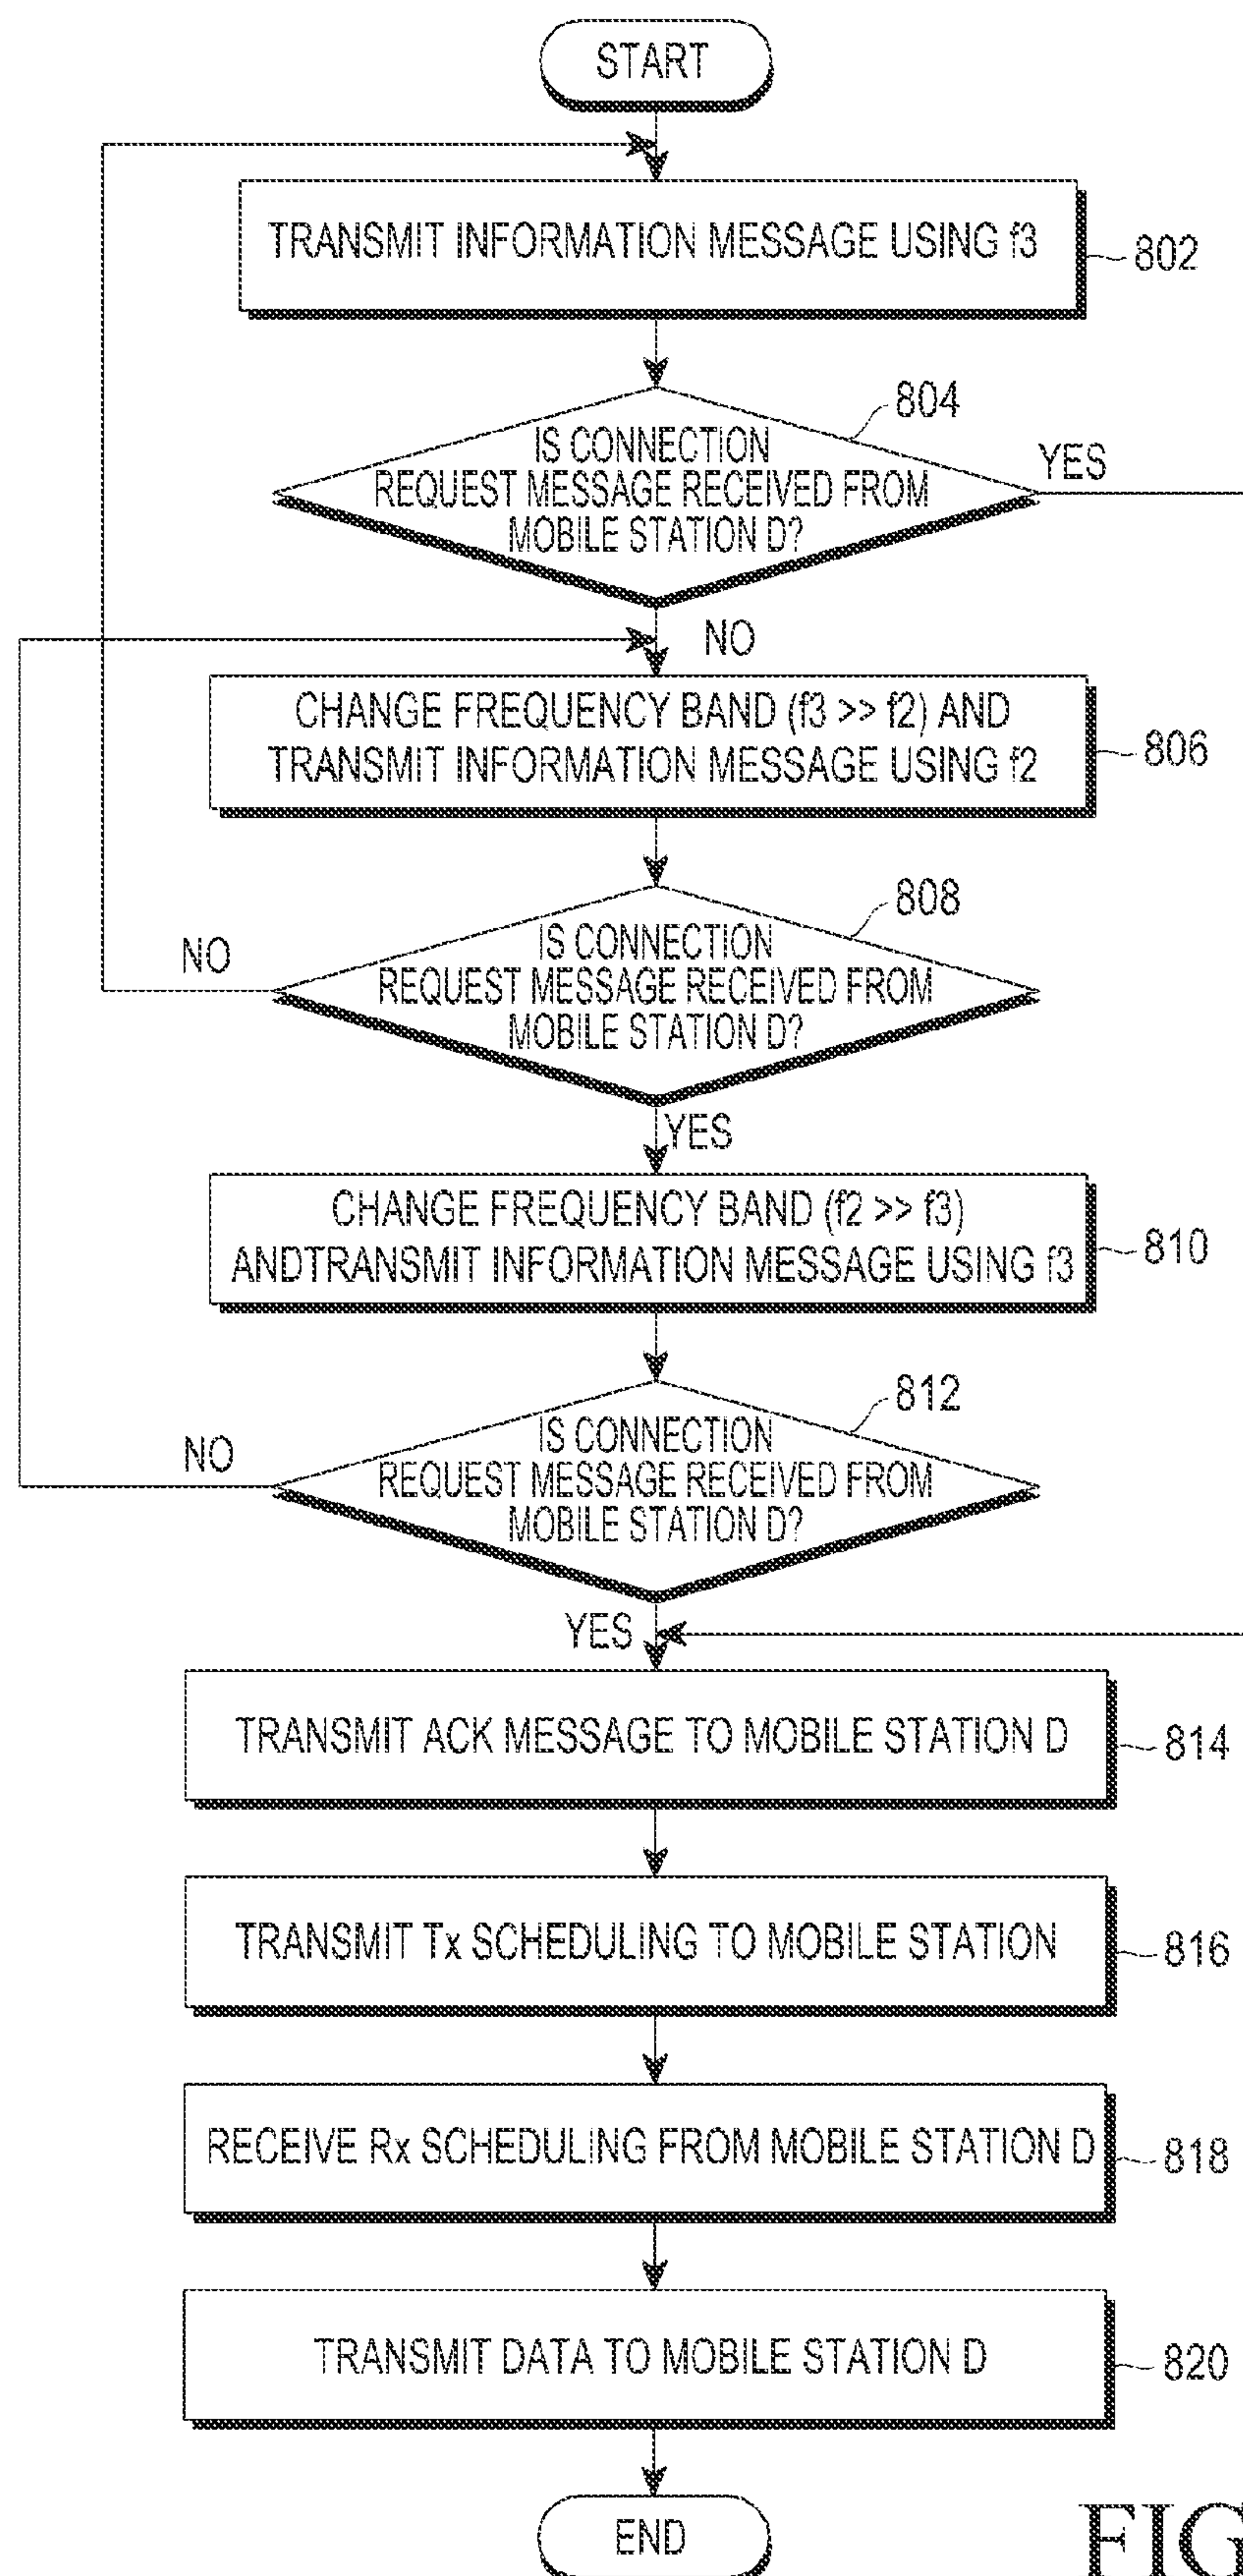 START
TRANSMIT INFORMATION MESSAGE USING f3
802
804
IS CONNECTION
REQUEST MESSAGE RECEIVED FROM
MOBILE STATION D?
YES
NO
CHANGE FREQUENCY BAND (f3 >> f2) AND
TRANSMIT INFORMATION MESSAGE USING f2
806
808
IS CONNECTION
REQUEST MESSAGE RECEIVED FROM
MOBILE STATION D?
NO
YES
CHANGE FREQUENCY BAND (f2 >> f3)
ANDTRANSMIT INFORMATION MESSAGE USING f3
810
812
IS CONNECTION
REQUEST MESSAGE RECEIVED FROM
MOBILE STATION D?
NO
YES
TRANSMIT ACK MESSAGE TO MOBILE STATION D
814
TRANSMIT Tx SCHEDULING TO MOBILE STATION
816
RECEIVE Rx SCHEDULING FROM MOBILE STATION D
818
TRANSMIT DATA TO MOBILE STATION D
820
END
FIG